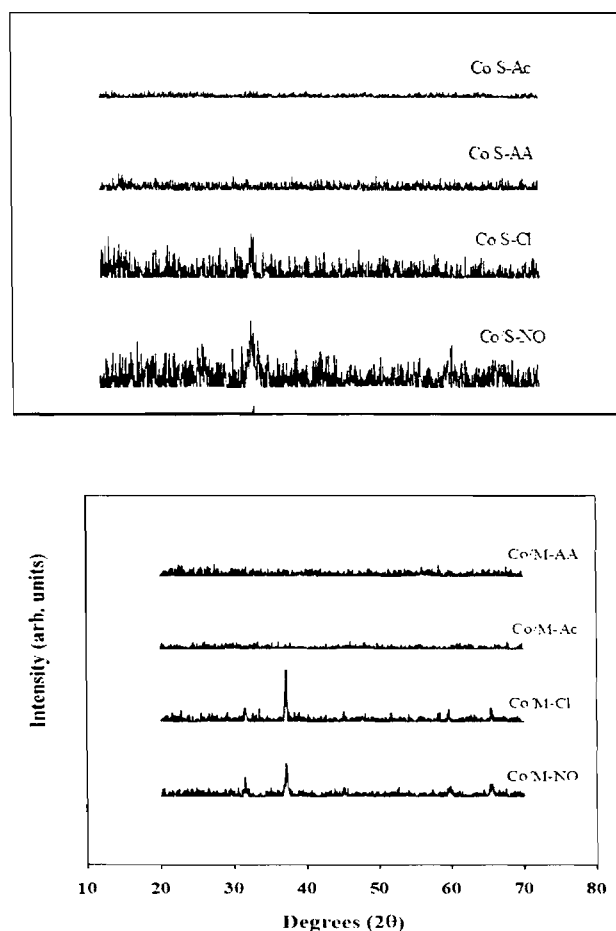 Co S-Ac
Co S-AA
Co S-Cl
Co/S-NO
Co/M-AA
Co/M-Ac
Co/M-Cl
Co/M-NO
Intensity (arb. units)
10 20 30 40 50 60 70 80
Degrees (2θ)